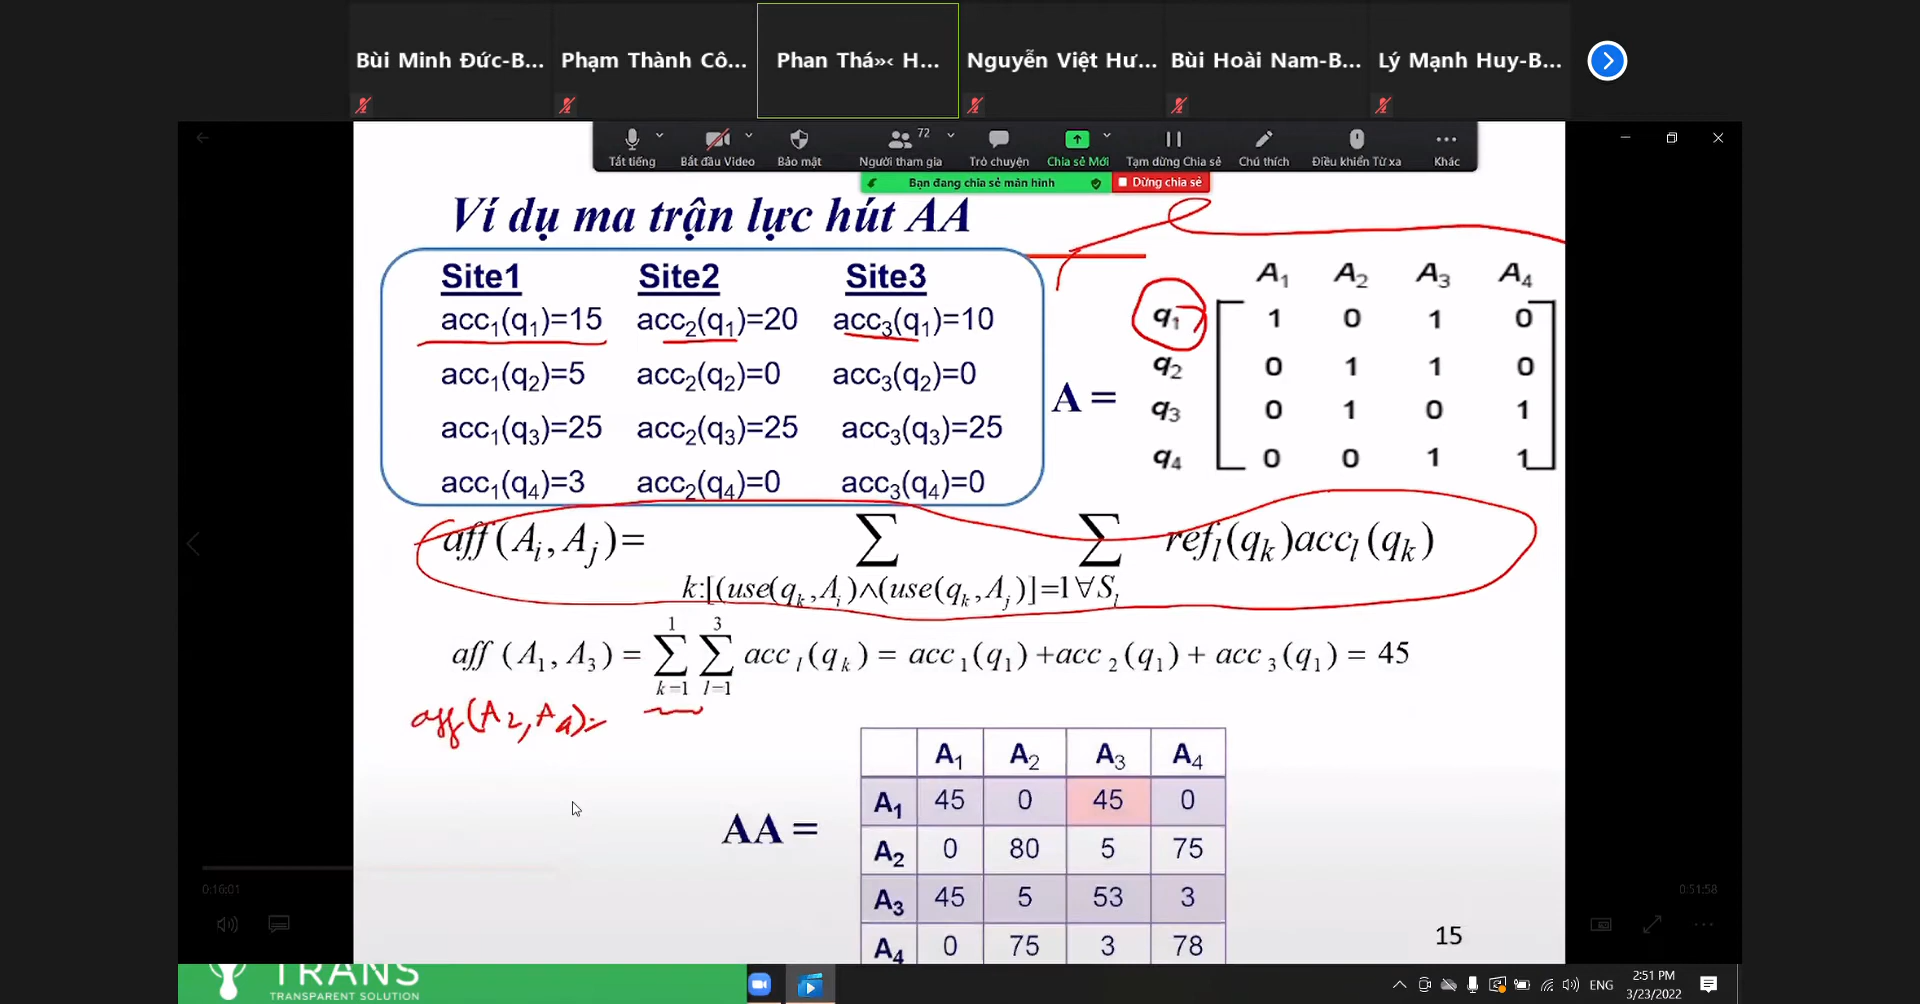 Bùi Minh Đức-B... Phạm Thành Cô... Phan Thá»‹ H... Nguyễn Việt Hư... Bùi Hoài Nam-B... Lý Mạnh Huy-B...
72
Tắt tiếng Bắt đầu Video Bảo mật Người tham gia Trò chuyện Chia sẻ Mới Tạm dừng Chia sẻ Chú thích Điều khiển Từ xa Khác
Bạn đang chia sẻ màn hình Dừng chia sẻ
Ví dụ ma trận lực hút AA
Site1 Site2 Site3
acc₁(q₁)=15 acc₂(q₁)=20 acc₃(q₁)=10
acc₁(q₂)=5 acc₂(q₂)=0 acc₃(q₂)=0
acc₁(q₃)=25 acc₂(q₃)=25 acc₃(q₃)=25
acc₁(q₄)=3 acc₂(q₄)=0 acc₃(q₄)=0
A₁ A₂ A₃ A₄
q₁ 1 0 1 0
q₂ 0 1 1 0
A =
q₃ 0 1 0 1
q₄ 0 0 1 1
aff(Aᵢ, Aⱼ)= ∑ ∑ refₗ(qₖ)accₗ(qₖ)
k:[(use(qₖ,Aᵢ)∧(use(qₖ,Aⱼ)]=1 ∀Sₗ
1 3
aff (A₁, A₃) = ∑ ∑ accₗ(qₖ) = acc₁(q₁) +acc₂(q₁) + acc₃(q₁) = 45
k=1 l=1
aff(A₂, A₄)=
AA =
A₁ A₂ A₃ A₄
A₁ 45 0 45 0
A₂ 0 80 5 75
A₃ 45 5 53 3
A₄ 0 75 3 78
0:16:01 0:51:58
15
TRANS
TRANSPARENT SOLUTION
ENG
2:51 PM
3/23/2022